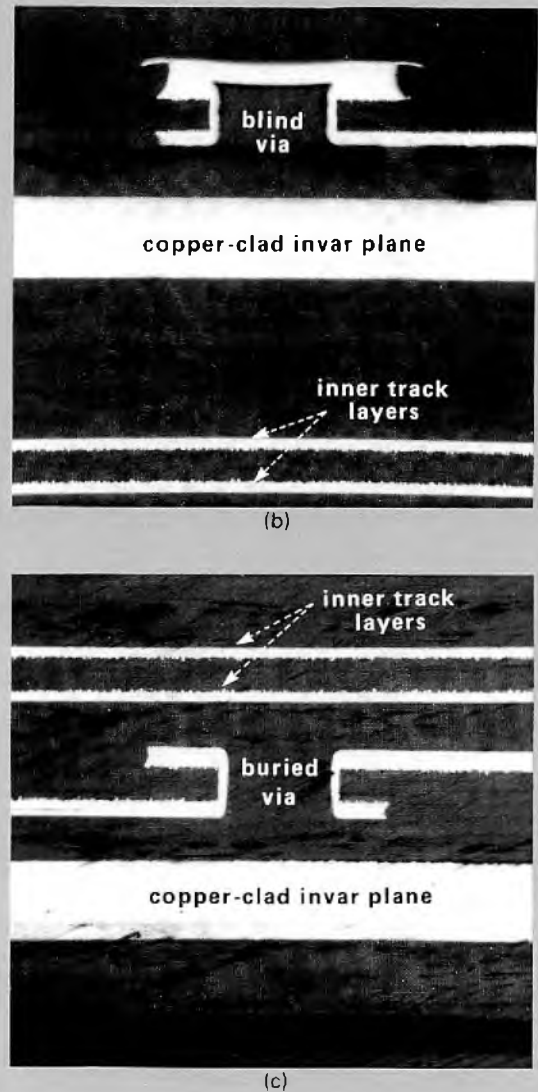 blind
via
copper-clad invar plane
inner track
layers
(b)
inner track
layers
buried
via
copper-clad invar plane
(c)